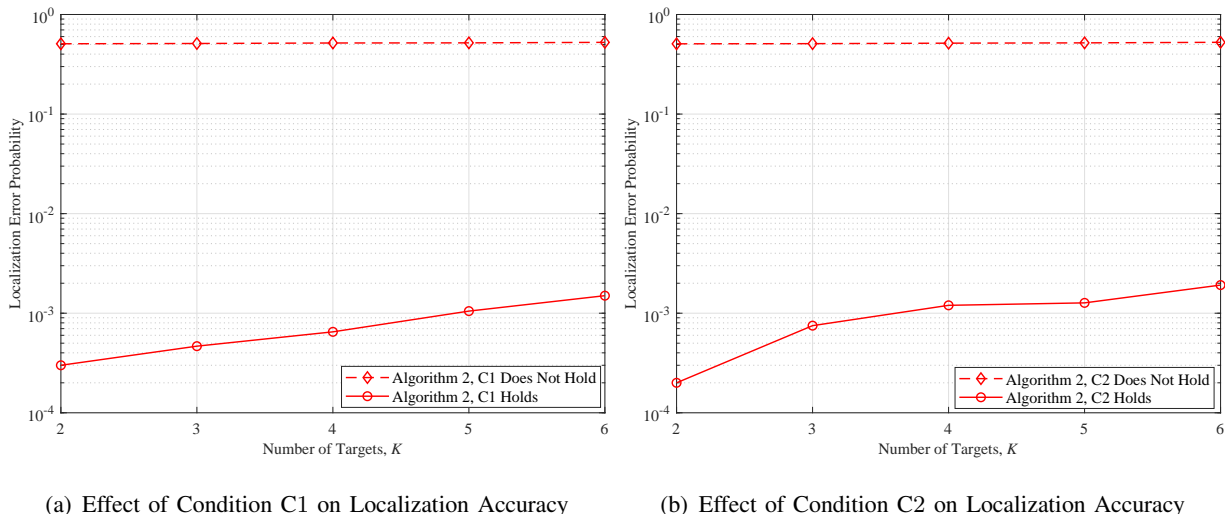 10^0
10^-1
10^-2
10^-3
10^-4
Localization Error Probability
2 3 4 5 6
Number of Targets, K
Algorithm 2, C1 Does Not Hold
Algorithm 2, C1 Holds
(a) Effect of Condition C1 on Localization Accuracy
10^0
10^-1
10^-2
10^-3
10^-4
Localization Error Probability
2 3 4 5 6
Number of Targets, K
Algorithm 2, C2 Does Not Hold
Algorithm 2, C2 Holds
(b) Effect of Condition C2 on Localization Accuracy